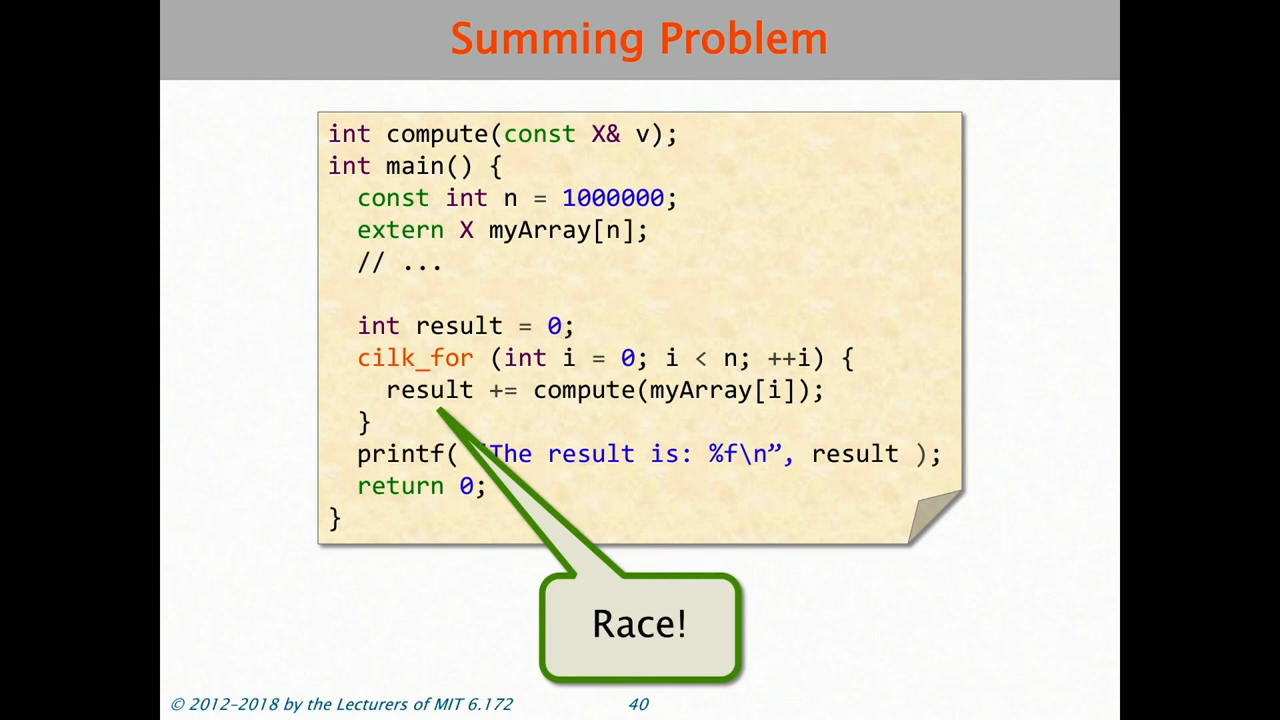 Summing Problem
int compute(const X& v);
int main() {
const int n = 1000000;
extern X myArray[n];
// ...
int result = 0;
cilk_for (int i = 0; i < n; ++i) {
result += compute(myArray[i]);
}
printf( “The result is: %f\n”, result );
return 0;
}
Race!
© 2012–2018 by the Lecturers of MIT 6.172 40